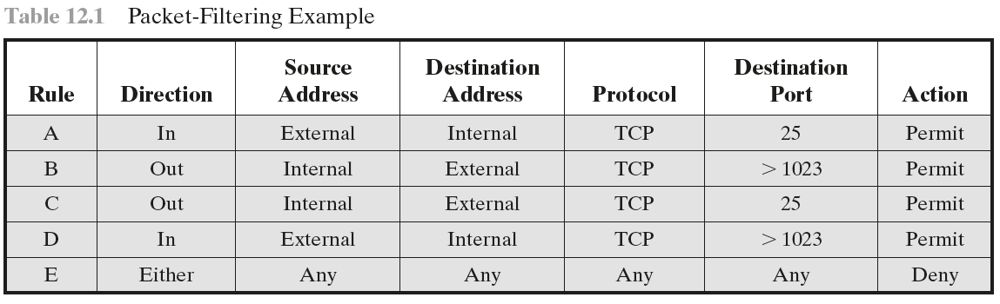 Table 12.1 Packet-Filtering Example
Rule Direction Source Address Destination Address Protocol Destination Port Action
A In External Internal TCP 25 Permit
B Out Internal External TCP > 1023 Permit
C Out Internal External TCP 25 Permit
D In External Internal TCP > 1023 Permit
E Either Any Any Any Any Deny